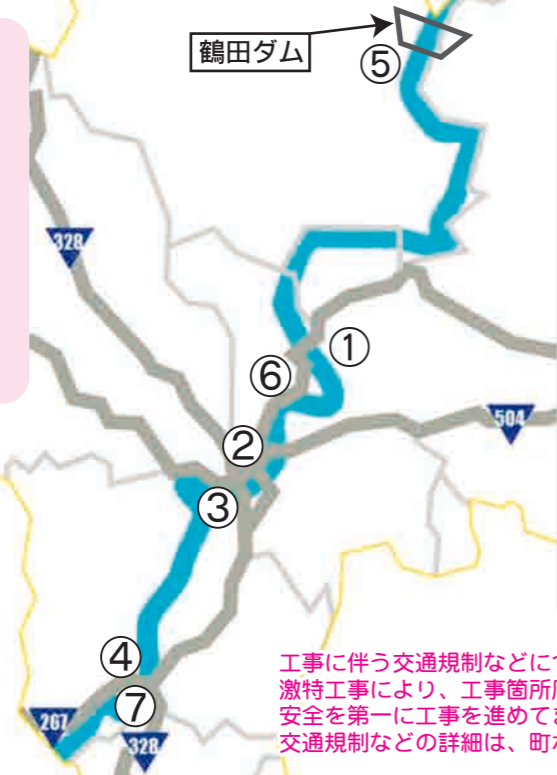 鶴田ダム
⑤
328
①
⑥
504
②
③
④
267
⑦
328
工事に伴う交通規制などに
激特工事により、工事箇所
安全を第一に工事を進めて
交通規制などの詳細は、町